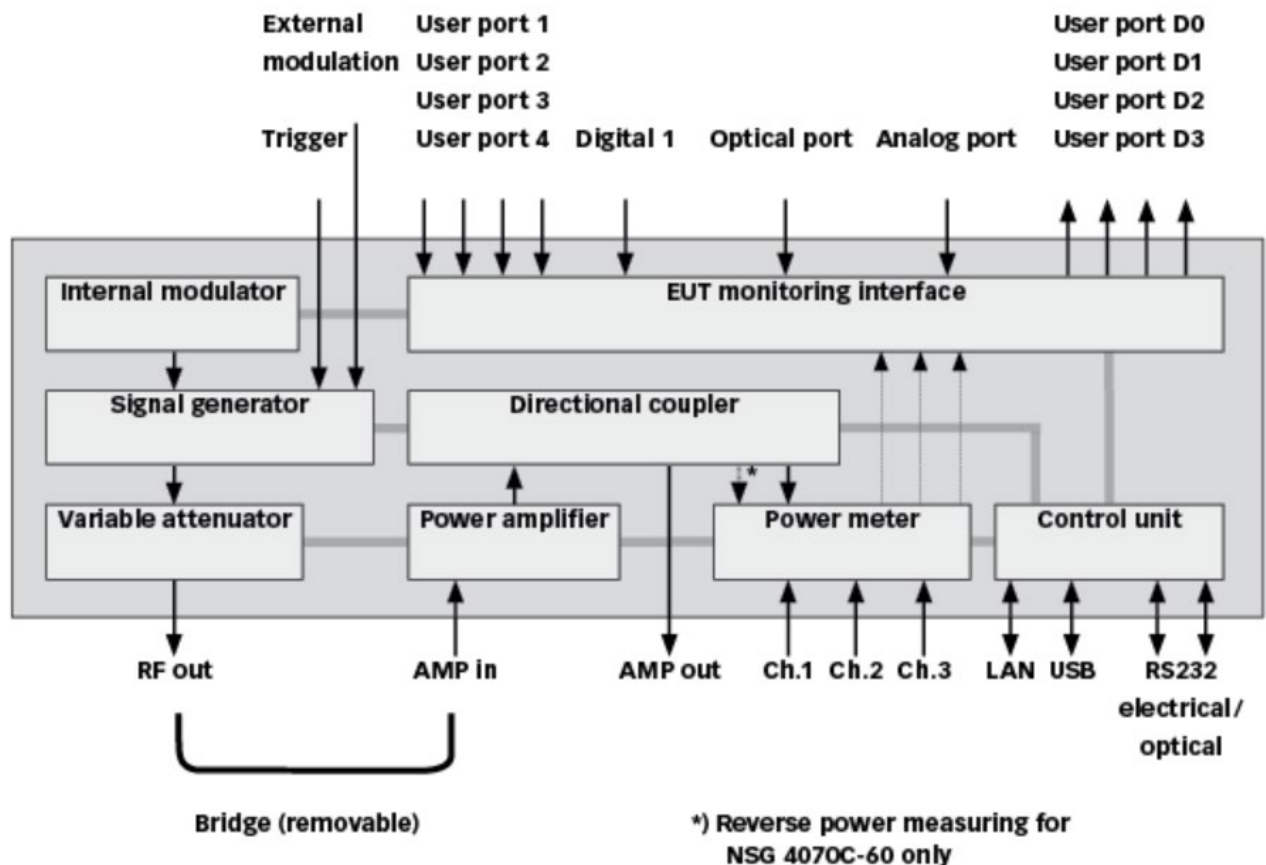 External
modulation
Trigger
User port 1
User port 2
User port 3
User port 4
Digital 1
Optical port
Analog port
User port D0
User port D1
User port D2
User port D3
Internal modulator
EUT monitoring interface
Signal generator
Directional coupler
*
Variable attenuator
Power amplifier
Power meter
Control unit
RF out
AMP in
AMP out
Ch.1
Ch.2
Ch.3
LAN
USB
RS232
electrical/
optical
Bridge (removable)
*) Reverse power measuring for
NSG 4070C-60 only